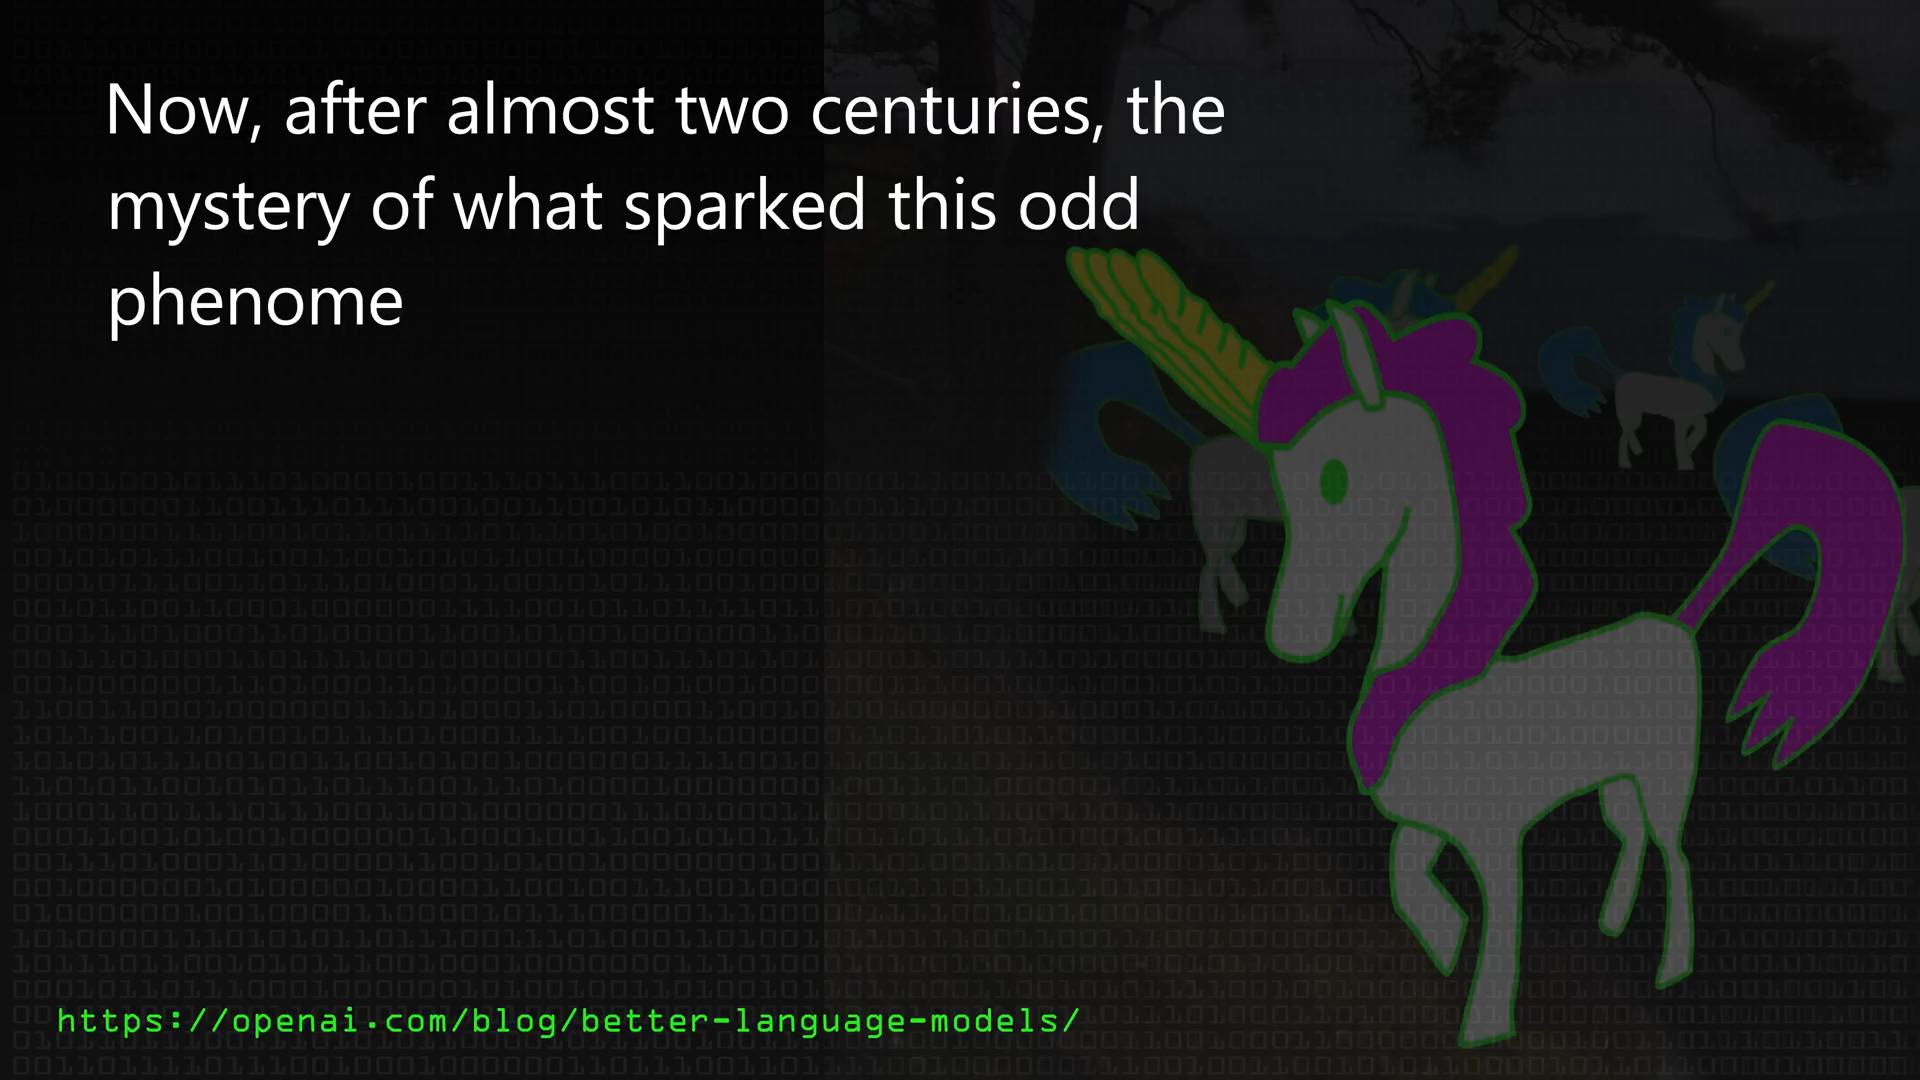 Now, after almost two centuries, the
mystery of what sparked this odd
phenome
https://openai.com/blog/better-language-models/